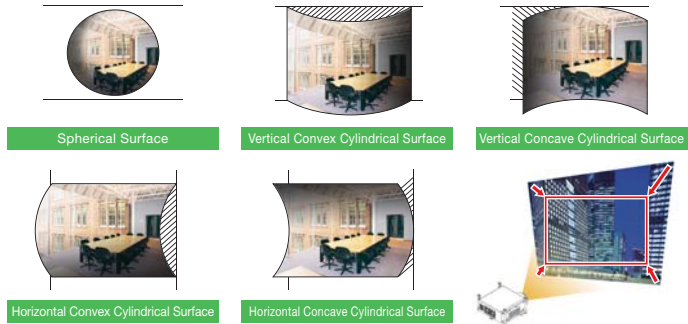 Spherical Surface
Vertical Convex Cylindrical Surface
Vertical Concave Cylindrical Surface
Horizontal Convex Cylindrical Surface
Horizontal Concave Cylindrical Surface